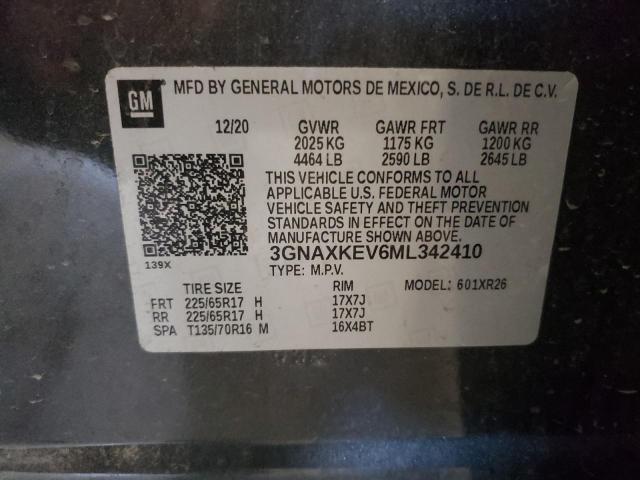 GM
MFD BY GENERAL MOTORS DE MEXICO, S. DE R.L. DE C.V.
12/20 GVWR GAWR FRT GAWR RR
2025 KG 1175 KG 1200 KG
4464 LB 2590 LB 2645 LB
THIS VEHICLE CONFORMS TO ALL
APPLICABLE U.S. FEDERAL MOTOR
VEHICLE SAFETY AND THEFT PREVENTION
STANDARDS IN EFFECT ON THE DATE OF
MANUFACTURE SHOWN ABOVE.
139X 3GNAXKEV6ML342410
TYPE: M.P.V.
TIRE SIZE RIM MODEL: 601XR26
FRT 225/65R17 H 17X7J
RR 225/65R17 H 17X7J
SPA T135/70R16 M 16X4BT